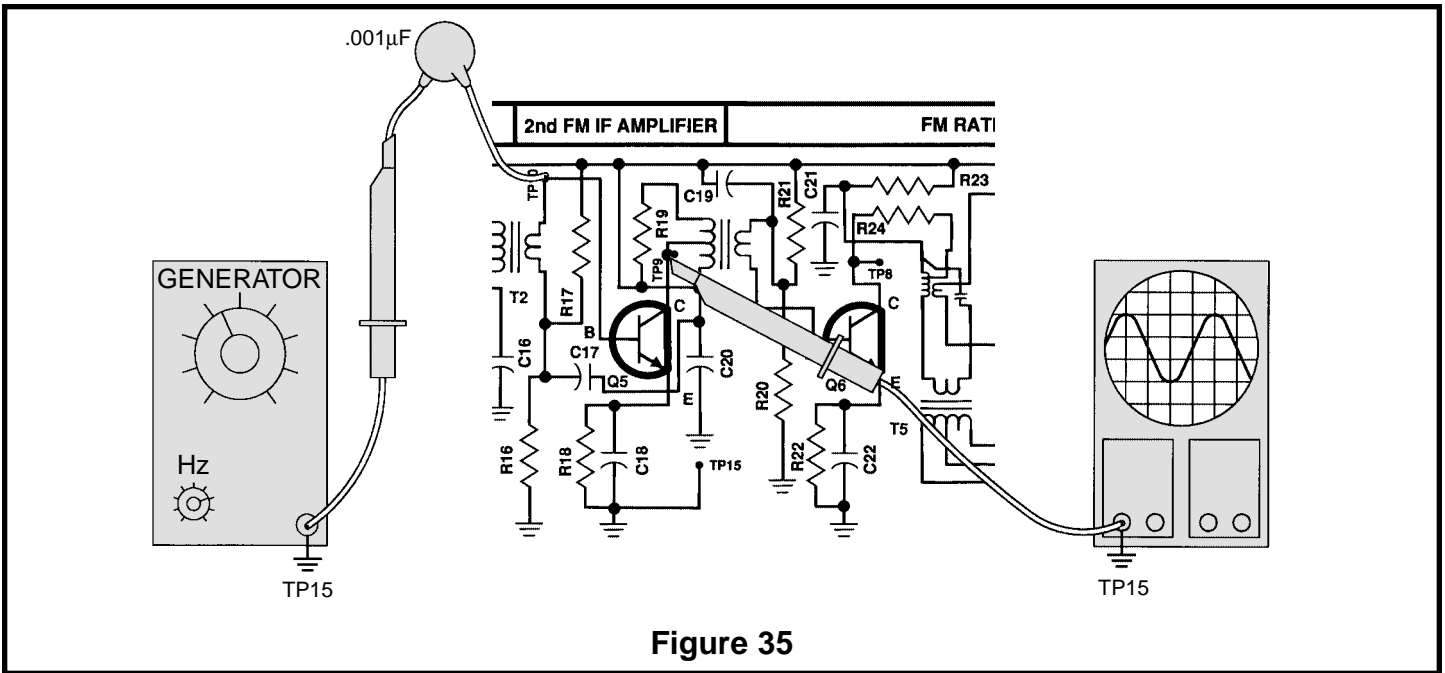 .001µF
2nd FM IF AMPLIFIER
FM RATI
TP10
C19
R21
C21
R23
R19
R24
GENERATOR
TP9
TP8
T2
R17
C
C
B
C16
C17
C20
Q5
R20
Q6
E
E
T5
Hz
R16
R18
C18
TP15
R22
C22
TP15
TP15
Figure 35